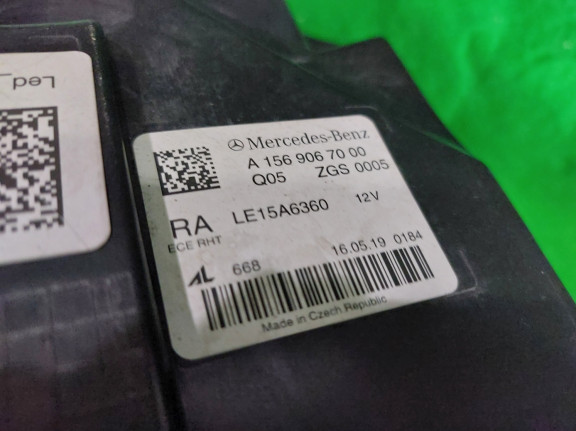 Led_
Mercedes-Benz
A 156 906 70 00
Q05 ZGS 0005
RA LE15A6360 12V
ECE RHT
AL 668 16.05.19 0184
Made in Czech Republic